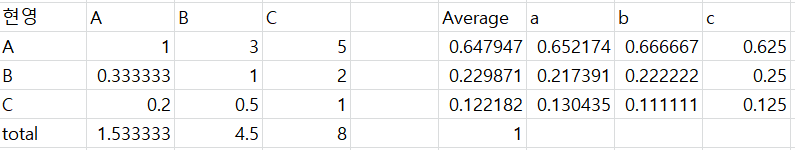 현영 A B C Average a b c
A 1 3 5 0.647947 0.652174 0.666667 0.625
B 0.333333 1 2 0.229871 0.217391 0.222222 0.25
C 0.2 0.5 1 0.122182 0.130435 0.111111 0.125
total 1.533333 4.5 8 1